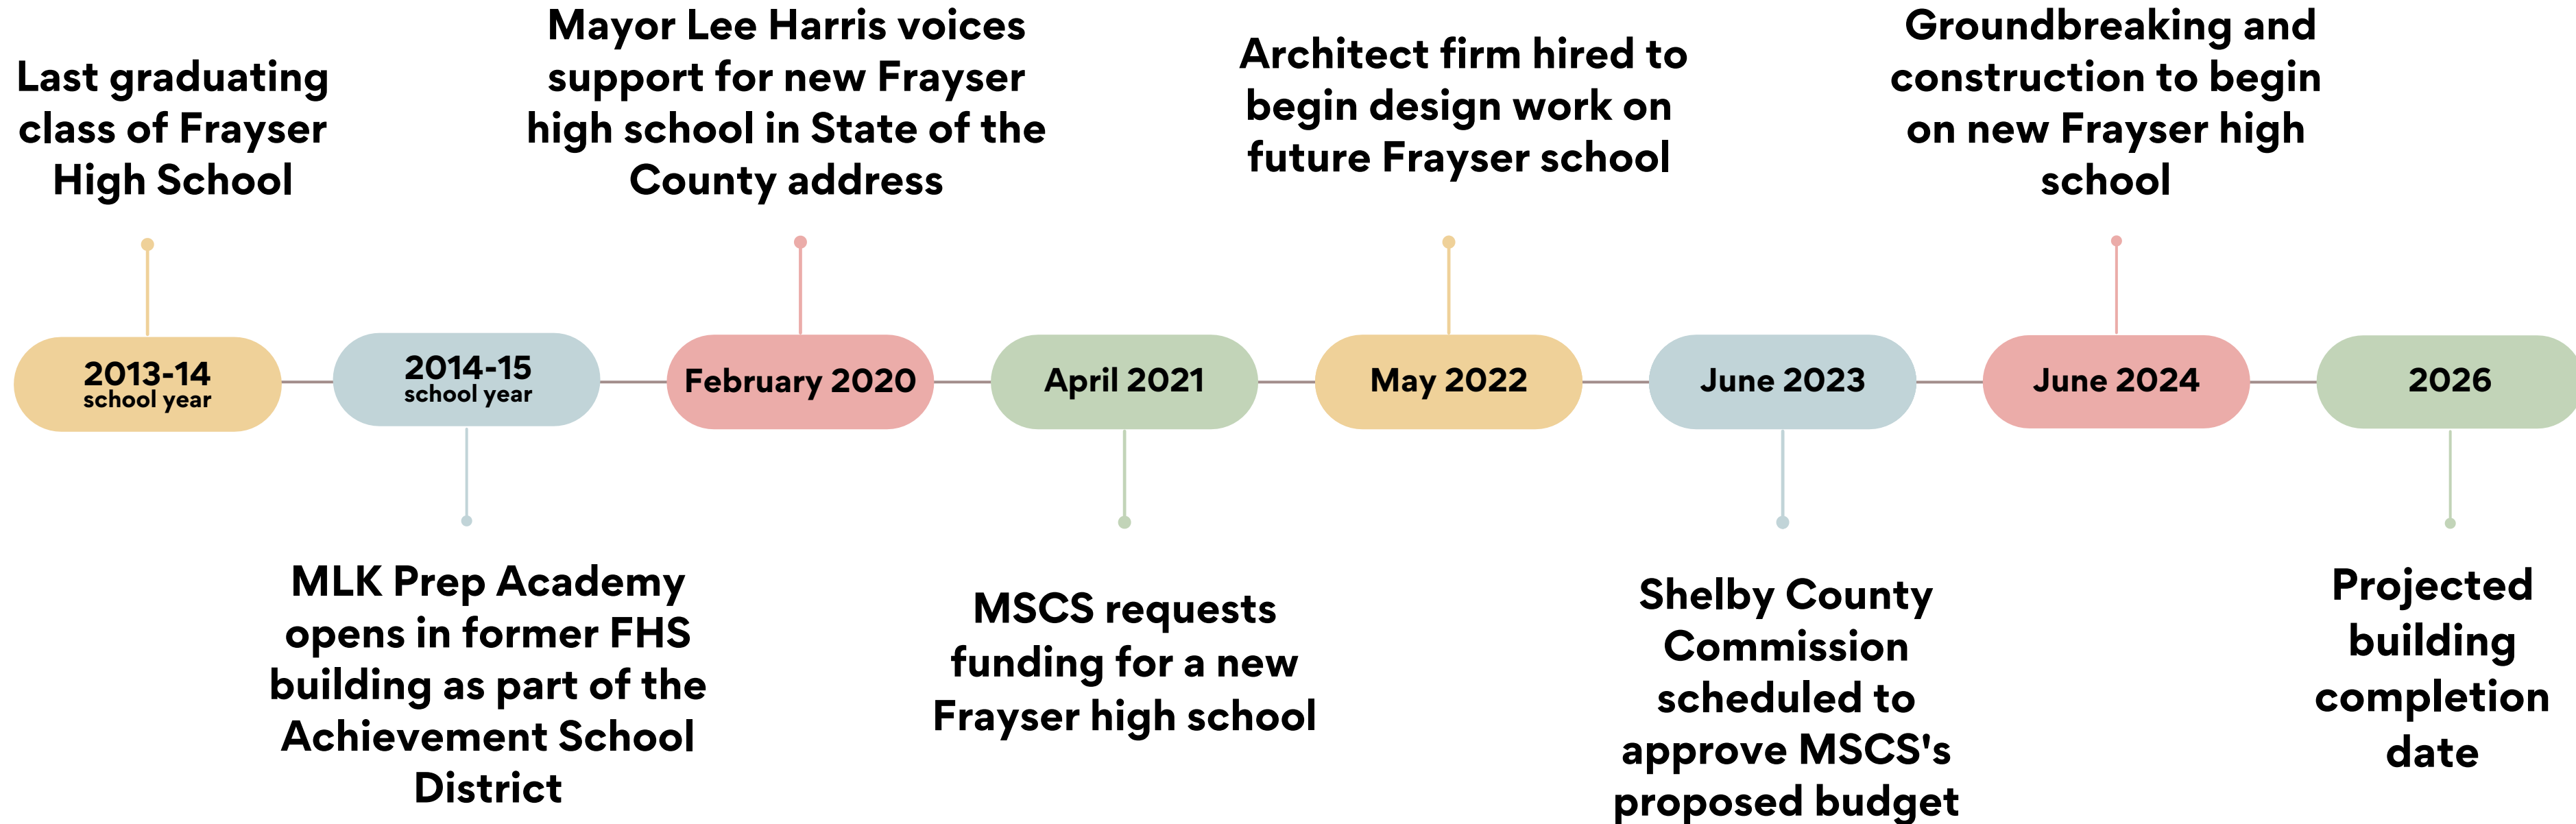 Last graduating
class of Frayser
High School
Mayor Lee Harris voices
support for new Frayser
high school in State of the
County address
Architect firm hired to
begin design work on
future Frayser school
Groundbreaking and
construction to begin
on new Frayser high
school
2013-14
school year
2014-15
school year
February 2020
April 2021
May 2022
June 2023
June 2024
2026
MLK Prep Academy
opens in former FHS
building as part of the
Achievement School
District
MSCS requests
funding for a new
Frayser high school
Shelby County
Commission
scheduled to
approve MSCS's
proposed budget
Projected
building
completion
date